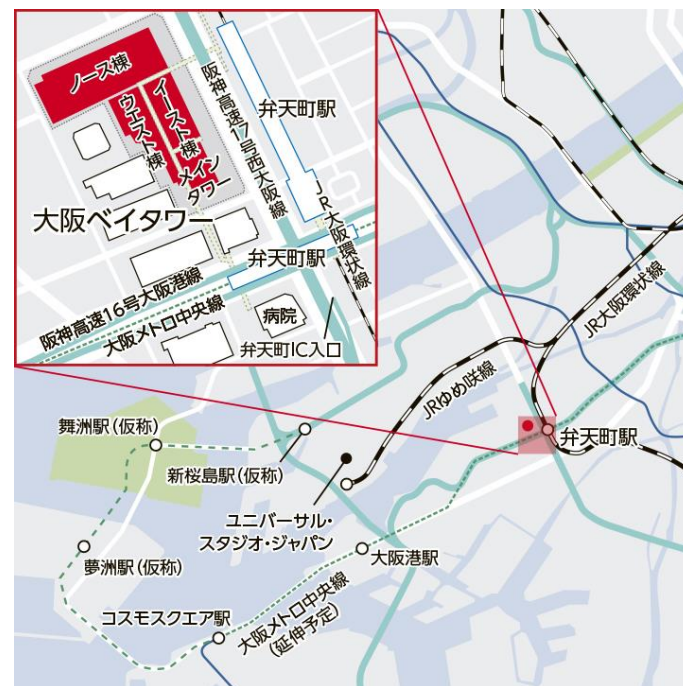 ノース棟
ウエスト棟
イースト棟
メイン
タワー
大阪ベイタワー
阪神高速17号西大阪線
弁天町駅
JR大阪環状線
弁天町駅
阪神高速16号大阪港線
大阪メトロ中央線
病院
弁天町IC入口
JR大阪環状線
JRゆめ咲線
弁天町駅
舞洲駅(仮称)
新桜島駅(仮称)
ユニバーサル・
スタジオ・ジャパン
夢洲駅(仮称)
大阪港駅
コスモスクエア駅
大阪メトロ中央線
(延伸予定)